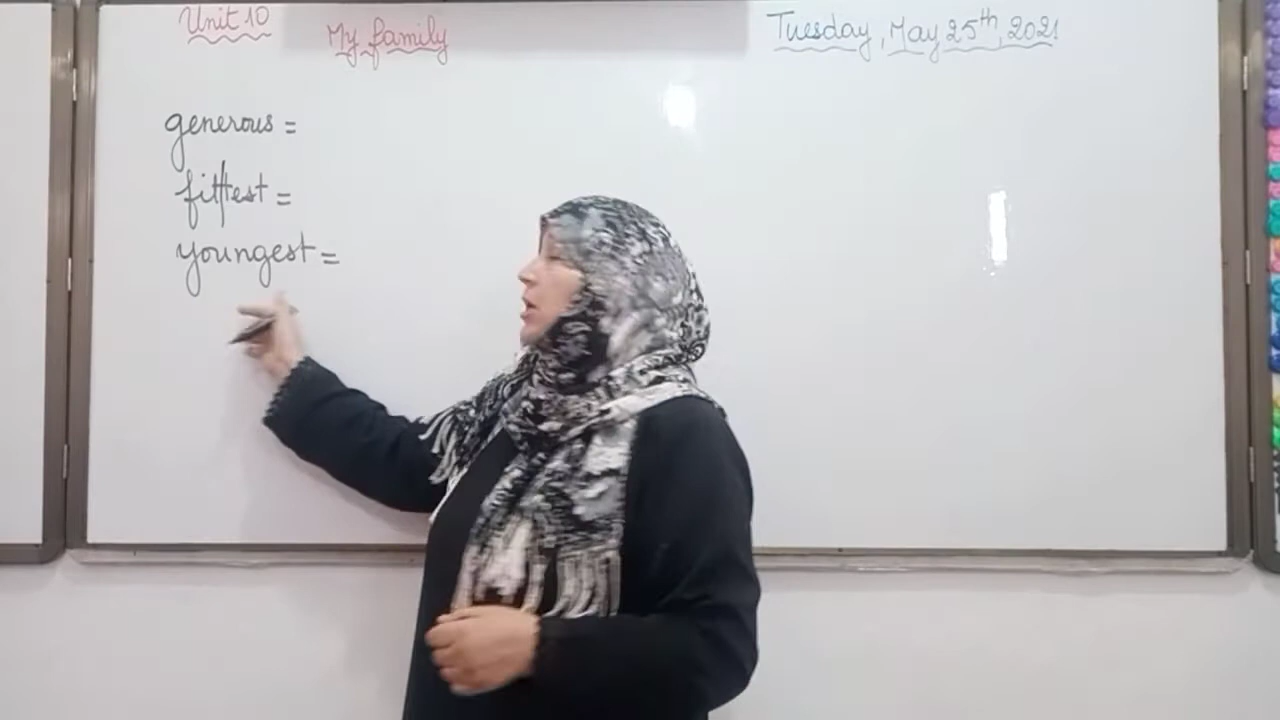 Unit 10
My family
Tuesday, May 25th, 2021
generous =
fittest =
youngest =